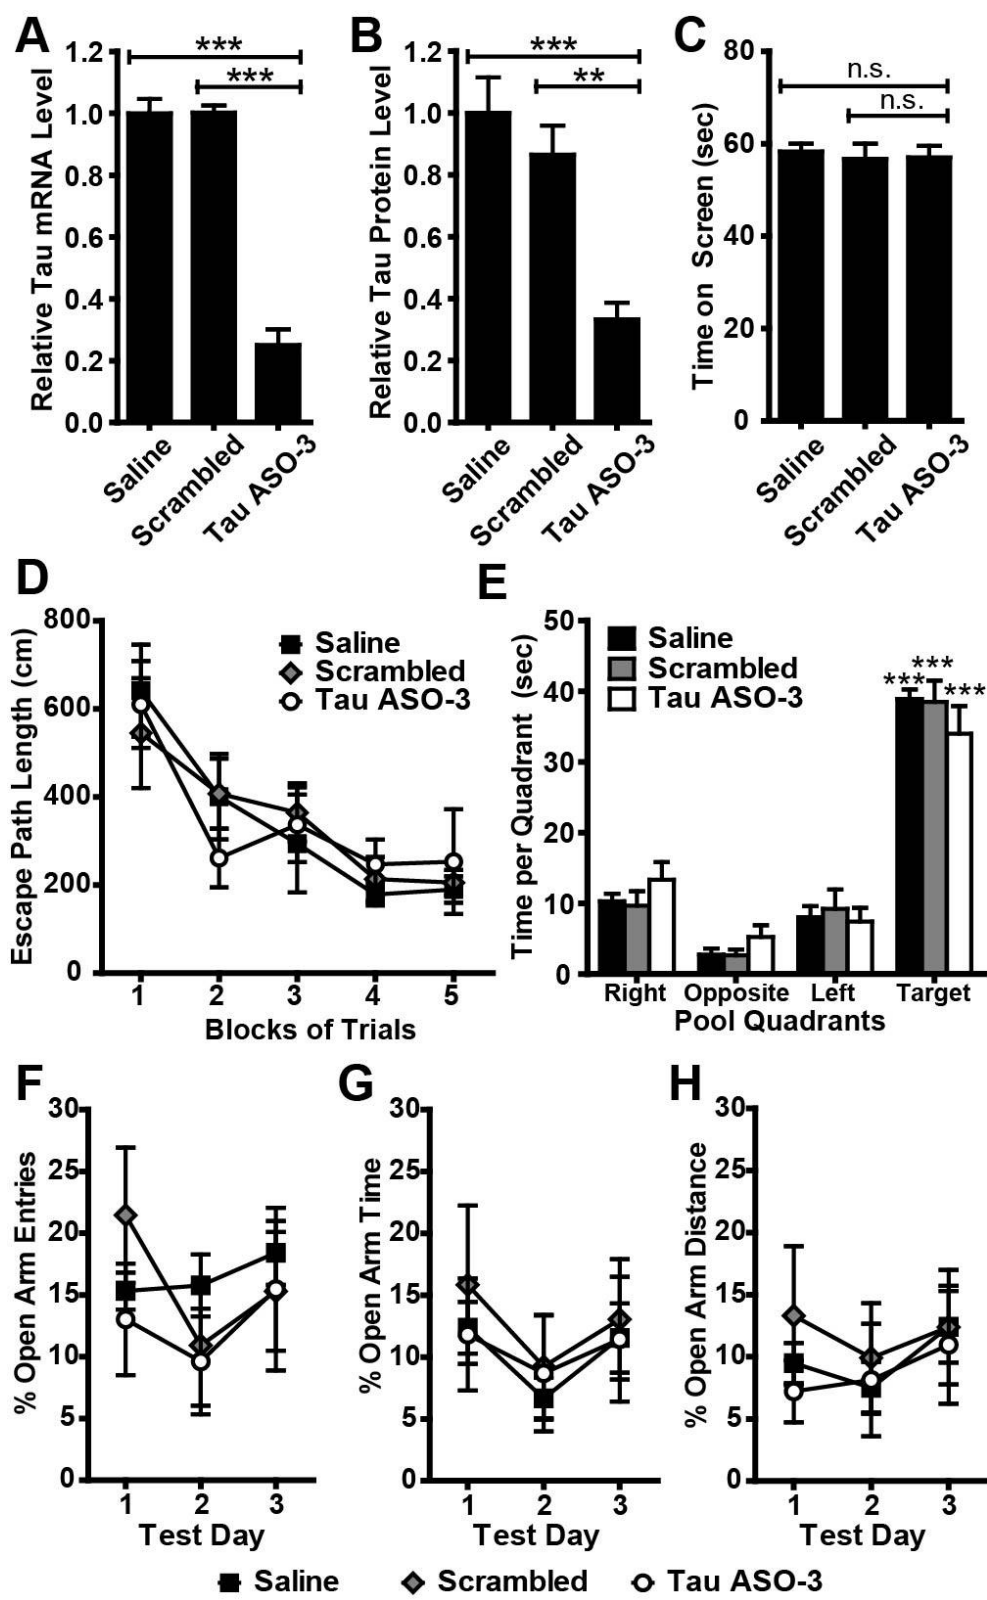 A
Relative Tau mRNA Level
1.2
1.0
0.8
0.6
0.4
0.2
0.0
***
***
Saline
Scrambled
Tau ASO-3
B
Relative Tau Protein Level
1.2
1.0
0.8
0.6
0.4
0.2
0.0
***
**
Saline
Scrambled
Tau ASO-3
C
Time on Screen (sec)
80
60
40
20
0
n.s.
n.s.
Saline
Scrambled
Tau ASO-3
D
Escape Path Length (cm)
800
600
400
200
0
Saline
Scrambled
Tau ASO-3
1 2 3 4 5
Blocks of Trials
E
Time per Quadrant (sec)
50
40
30
20
10
0
Saline
Scrambled
Tau ASO-3
***
***
***
Right Opposite Left Target
Pool Quadrants
F
% Open Arm Entries
30
25
20
15
10
5
0
1 2 3
Test Day
G
% Open Arm Time
30
25
20
15
10
5
0
1 2 3
Test Day
H
% Open Arm Distance
30
25
20
15
10
5
0
1 2 3
Test Day
Saline Scrambled Tau ASO-3